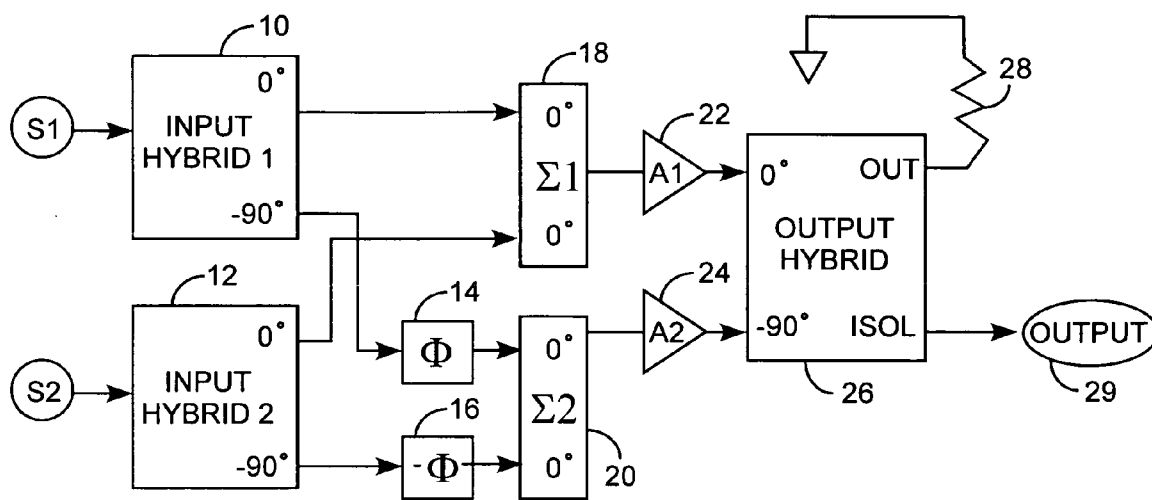 10
18
28
0°
S1
INPUT
HYBRID 1
-90°
0°
Σ1
0°
22
A1
0°
OUT
OUTPUT
HYBRID
-90°
ISOL
12
14
24
0°
Φ
0°
A2
OUTPUT
29
26
S2
INPUT
HYBRID 2
-90°
16
-Φ
Σ2
0°
20